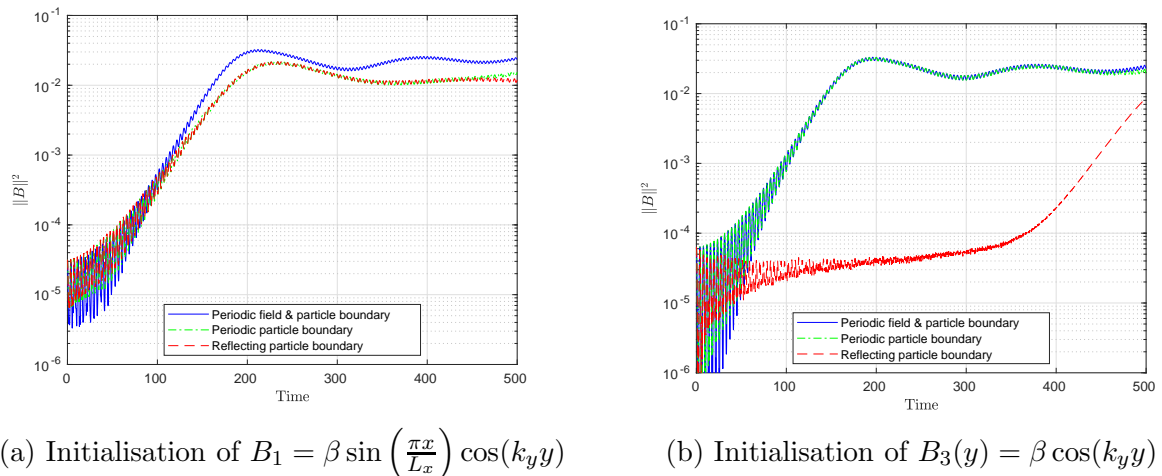 10^-1
10^-2
10^-3
10^-4
10^-5
10^-6
‖B‖^2
Periodic field & particle boundary
Periodic particle boundary
Reflecting particle boundary
0 100 200 300 400 500
Time
(a) Initialisation of B_1 = β sin(πx/L_x) cos(k_y y)
10^-1
10^-2
10^-3
10^-4
10^-5
10^-6
‖B‖^2
Periodic field & particle boundary
Periodic particle boundary
Reflecting particle boundary
0 100 200 300 400 500
Time
(b) Initialisation of B_3(y) = β cos(k_y y)